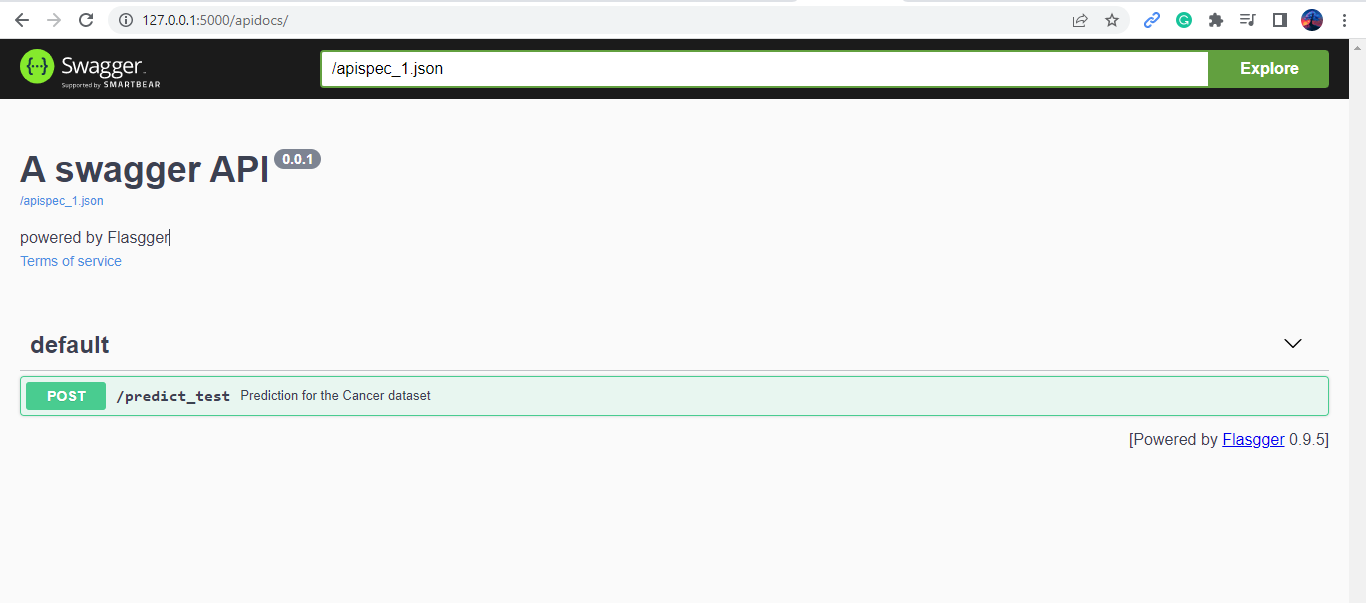 127.0.0.1:5000/apidocs/
Swagger
Supported by SMARTBEAR
/apispec_1.json
Explore
A swagger API 0.0.1
/apispec_1.json
powered by Flasgger
Terms of service
default
POST /predict_test Prediction for the Cancer dataset
[Powered by Flasgger 0.9.5]